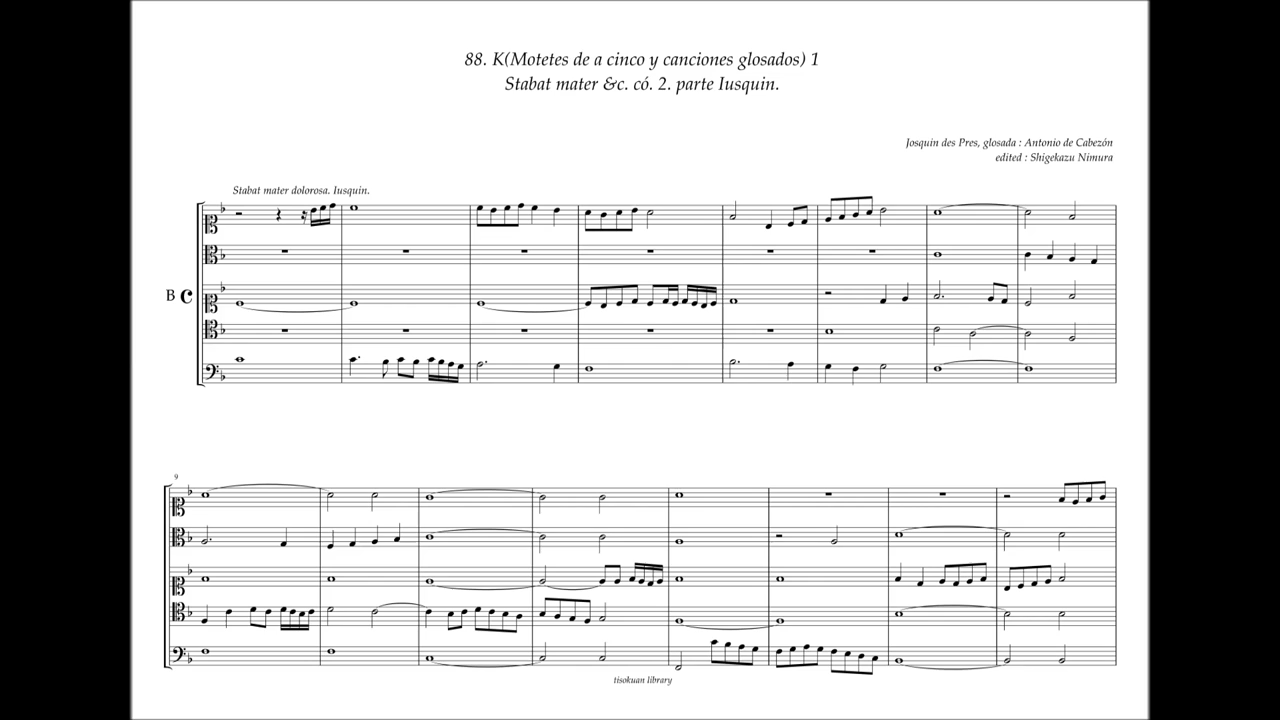 88. K(Motetes de a cinco y canciones glosados) 1
Stabat mater &c. có. 2. parte Iusquin.
Josquin des Pres, glosada : Antonio de Cabezón
edited : Shigekazu Nimura
Stabat mater dolorosa. Iusquin.
B
9
tisokuan library